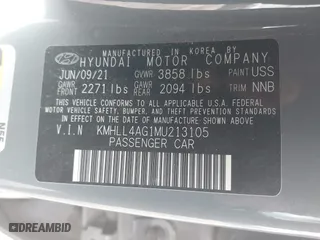 MANUFACTURED IN KOREA BY
HYUNDAI MOTOR COMPANY
JUN/09/21 GVWR 3858 lbs PAINT USS
GAWR FRONT 2271 lbs GAWR REAR 2094 lbs TRIM NNB
THIS VEHICLE CONFORMS TO ALL APPLICABLE U.S.
FEDERAL MOTOR VEHICLE SAFETY, BUMPER, AND THEFT
PREVENTION STANDARDS IN EFFECT ON THE DATE OF
MANUFACTURE SHOWN ABOVE.
V.I.N KMHLL4AG1MU213105
PASSENGER CAR
DREAMBID.COM